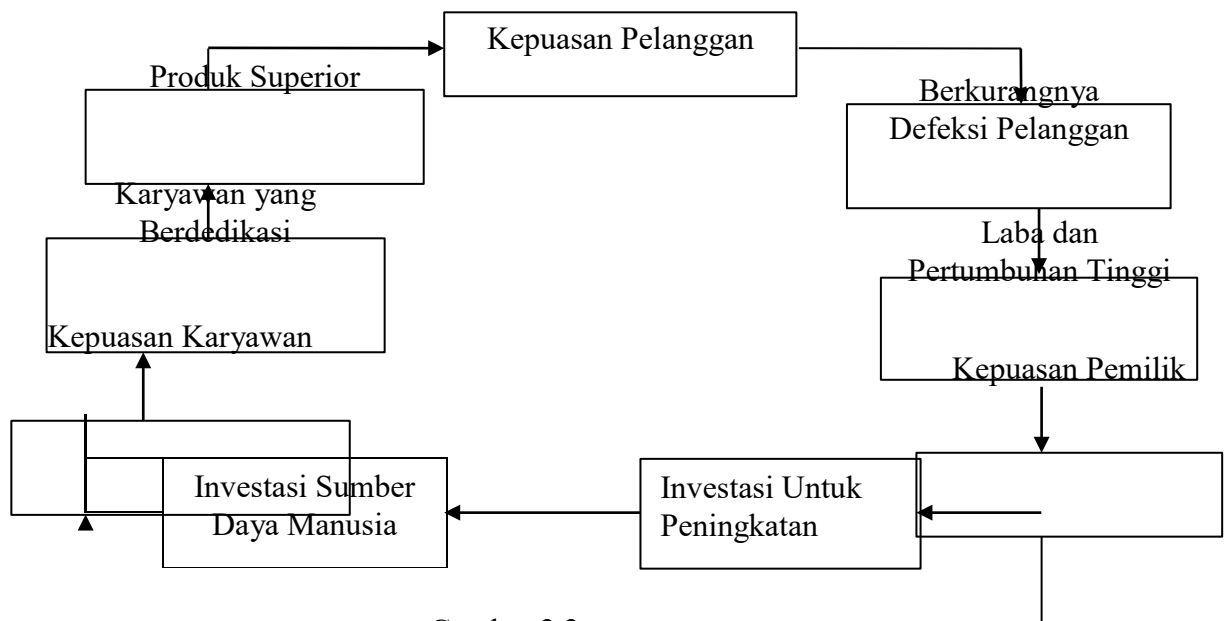 Kepuasan Pelanggan
Produk Superior
Berkurangnya
Defeksi Pelanggan
Karyawan yang
Berdedikasi
Laba dan
Pertumbuhan Tinggi
Kepuasan Karyawan
Kepuasan Pemilik
Investasi Sumber
Daya Manusia
Investasi Untuk
Peningkatan